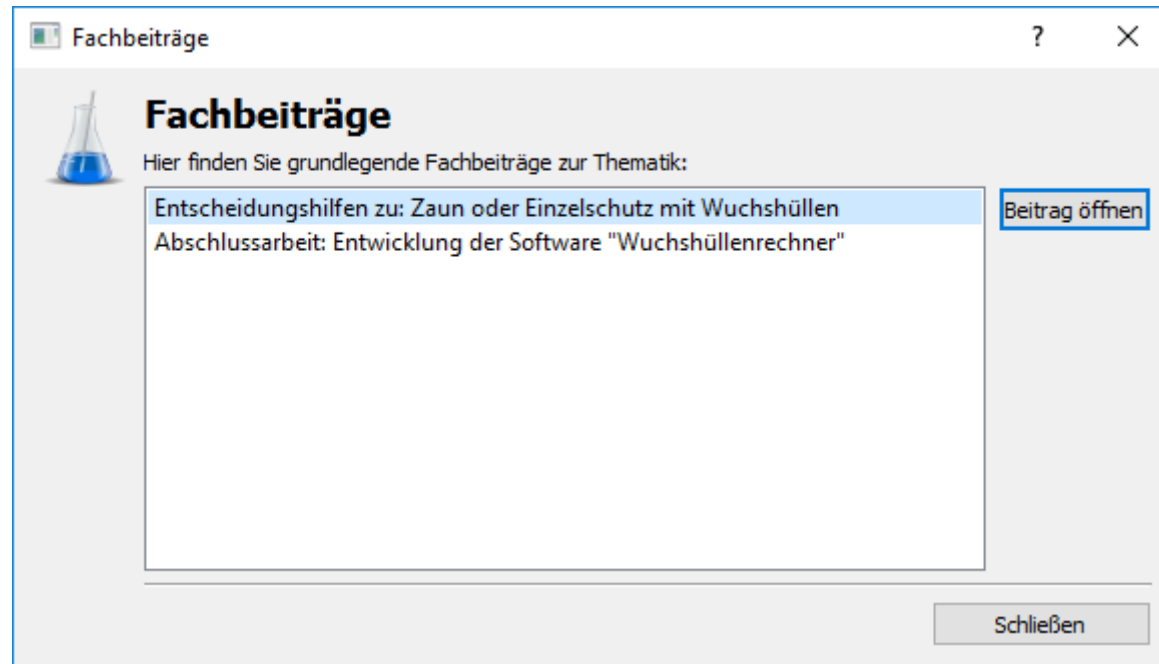 Fachbeiträge
?
Fachbeiträge
Hier finden Sie grundlegende Fachbeiträge zur Thematik:
Entscheidungshilfen zu: Zaun oder Einzelschutz mit Wuchshüllen
Beitrag öffnen
Abschlussarbeit: Entwicklung der Software "Wuchshüllenrechner"
Schließen